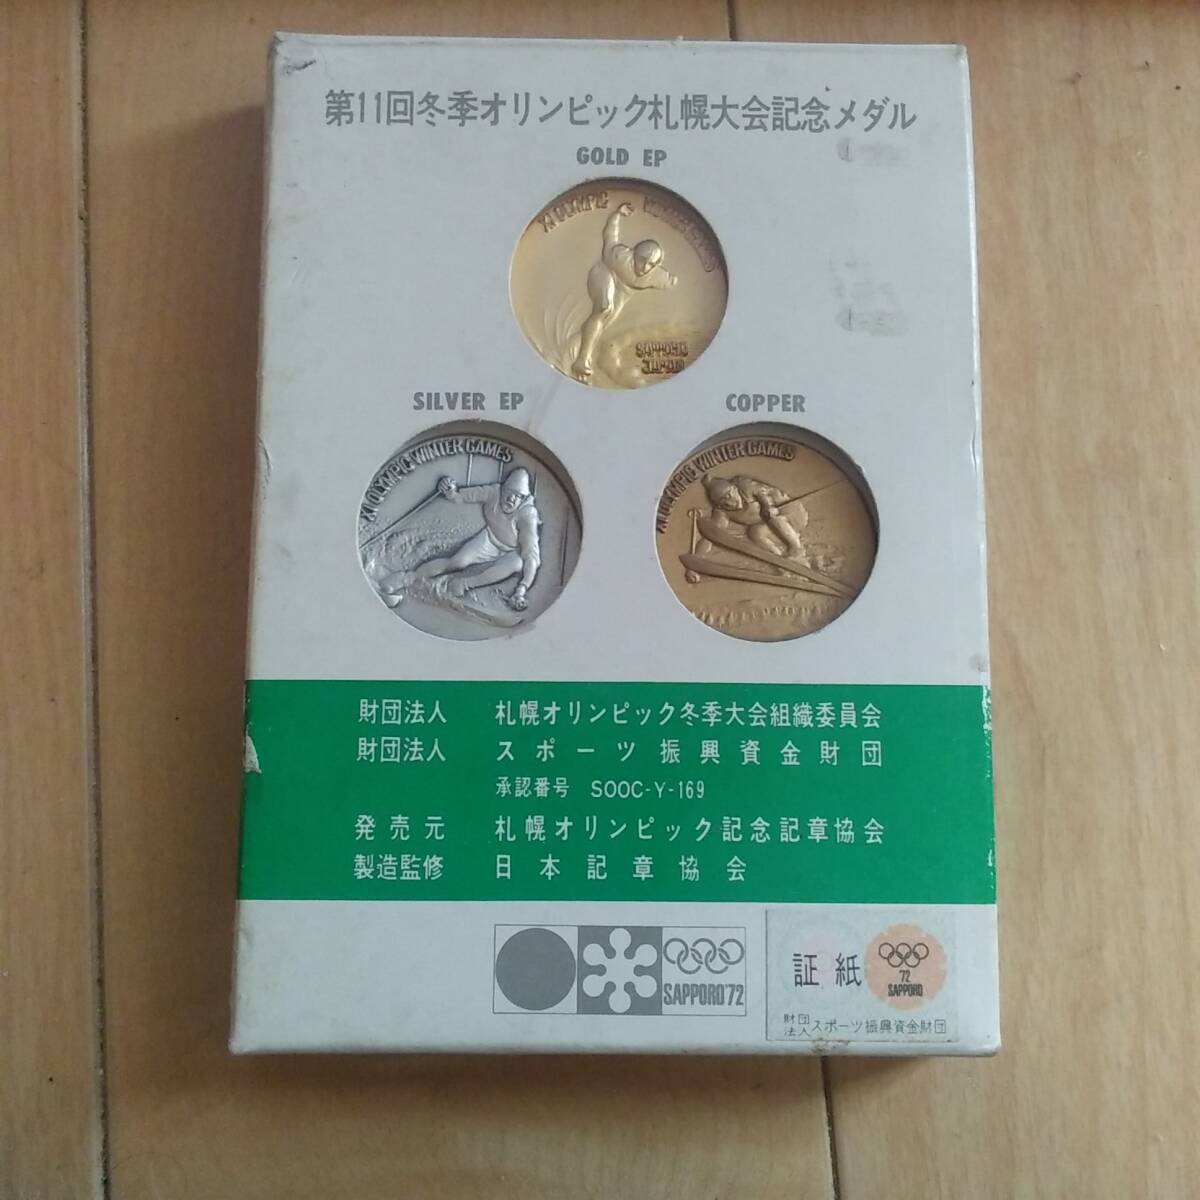 第11回冬季オリンピック札幌大会記念メダル
GOLD EP
XI OLYMPIC WINTER GAMES
SAPPORO
JAPAN
SILVER EP
COPPER
XI OLYMPIC WINTER GAMES
XI OLYMPIC WINTER GAMES
財団法人 札幌オリンピック冬季大会組織委員会
財団法人 スポーツ振興資金財団
承認番号 SOOC-Y-169
発売元 札幌オリンピック記念記章協会
製造監修 日本記章協会
SAPPORO'72
証紙
'72
SAPPORO
財団法人スポーツ振興資金財団